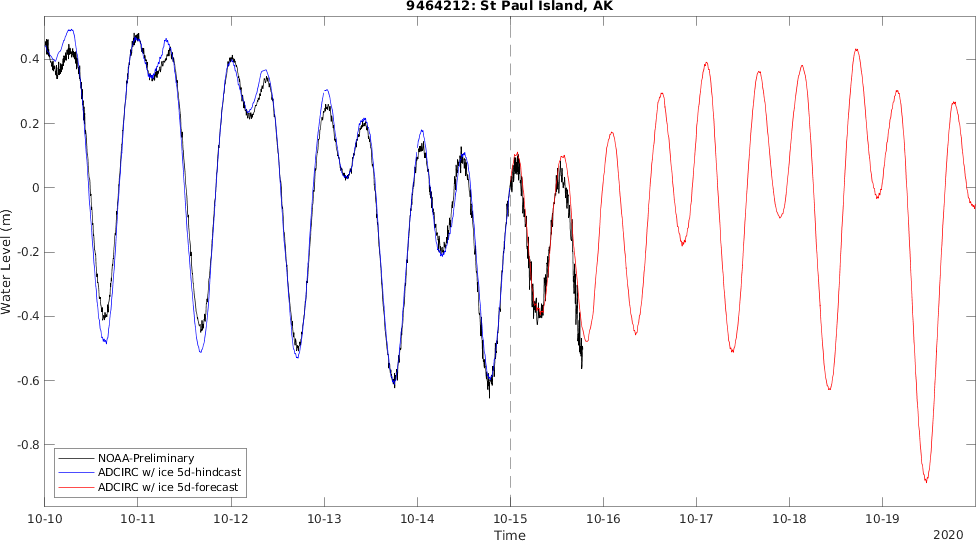 9464212: St Paul Island, AK
Water Level (m)
0.4
0.2
0
-0.2
-0.4
-0.6
-0.8
NOAA-Preliminary
ADCIRC w/ ice 5d-hindcast
ADCIRC w/ ice 5d-forecast
10-10 10-11 10-12 10-13 10-14 10-15 10-16 10-17 10-18 10-19
Time
2020